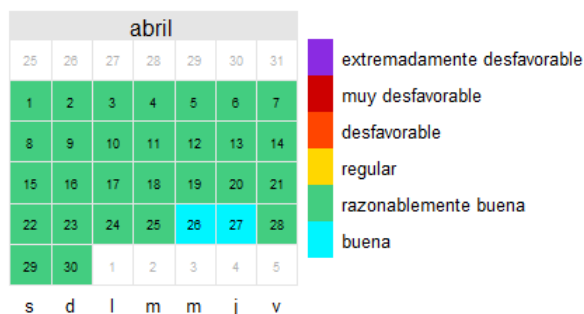 abril
25 26 27 28 29 30 31
1 2 3 4 5 6 7
8 9 10 11 12 13 14
15 16 17 18 19 20 21
22 23 24 25 26 27 28
29 30 1 2 3 4 5
s d l m m j v
extremadamente desfavorable
muy desfavorable
desfavorable
regular
razonablemente buena
buena